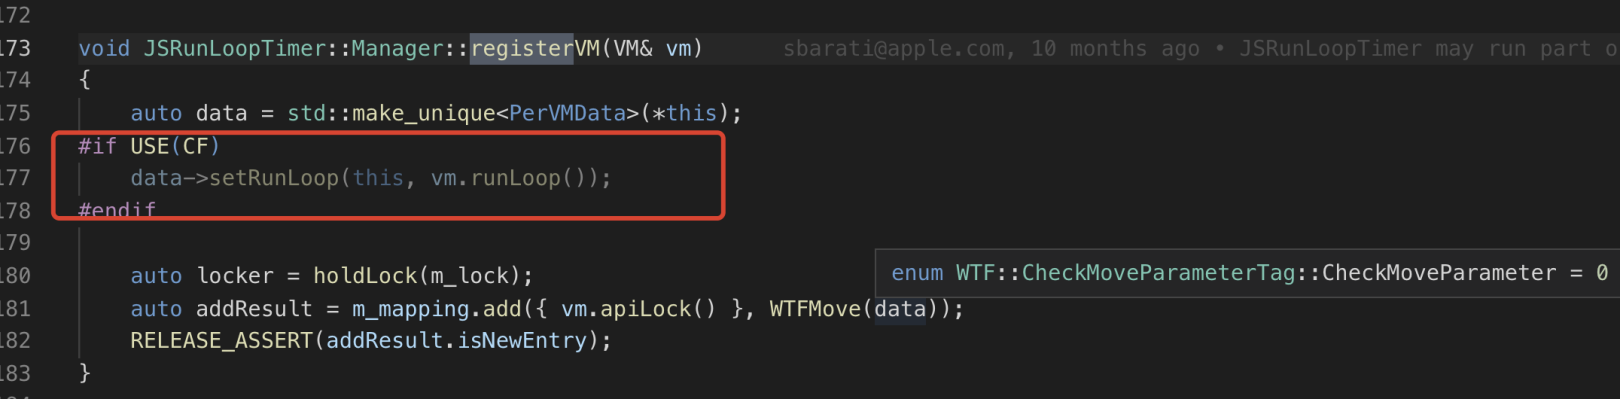 172
173 void JSRunLoopTimer::Manager::registerVM(VM& vm) sbarati@apple.com, 10 months ago • JSRunLoopTimer may run part o
174 {
175 auto data = std::make_unique<PerVMData>(*this);
176 #if USE(CF)
177 data->setRunLoop(this, vm.runLoop());
178 #endif
179
enum WTF::CheckMoveParameterTag::CheckMoveParameter = 0
180 auto locker = holdLock(m_lock);
181 auto addResult = m_mapping.add({ vm.apiLock() }, WTFMove(data));
182 RELEASE_ASSERT(addResult.isNewEntry);
183 }